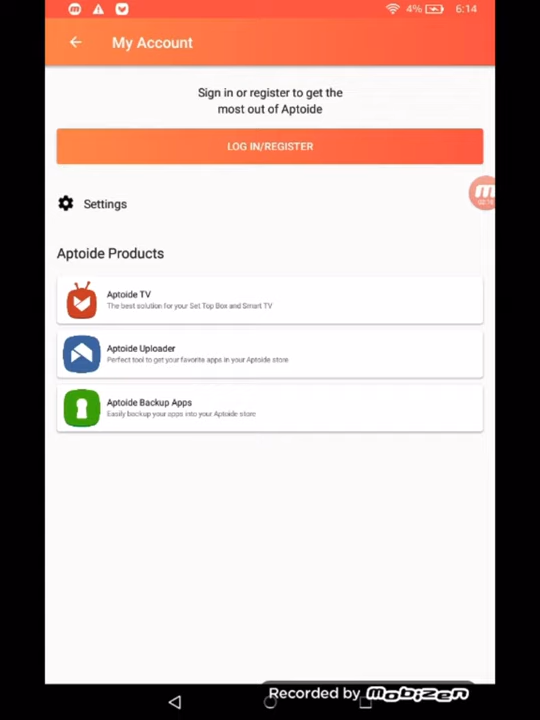 4% 6:14
My Account
Sign in or register to get the
most out of Aptoide
LOG IN/REGISTER
Settings
Aptoide Products
Aptoide TV
The best solution for your Set Top Box and Smart TV
Aptoide Uploader
Perfect tool to get your favorite apps in your Aptoide store
Aptoide Backup Apps
Easily backup your apps into your Aptoide store
Recorded by Mobizen